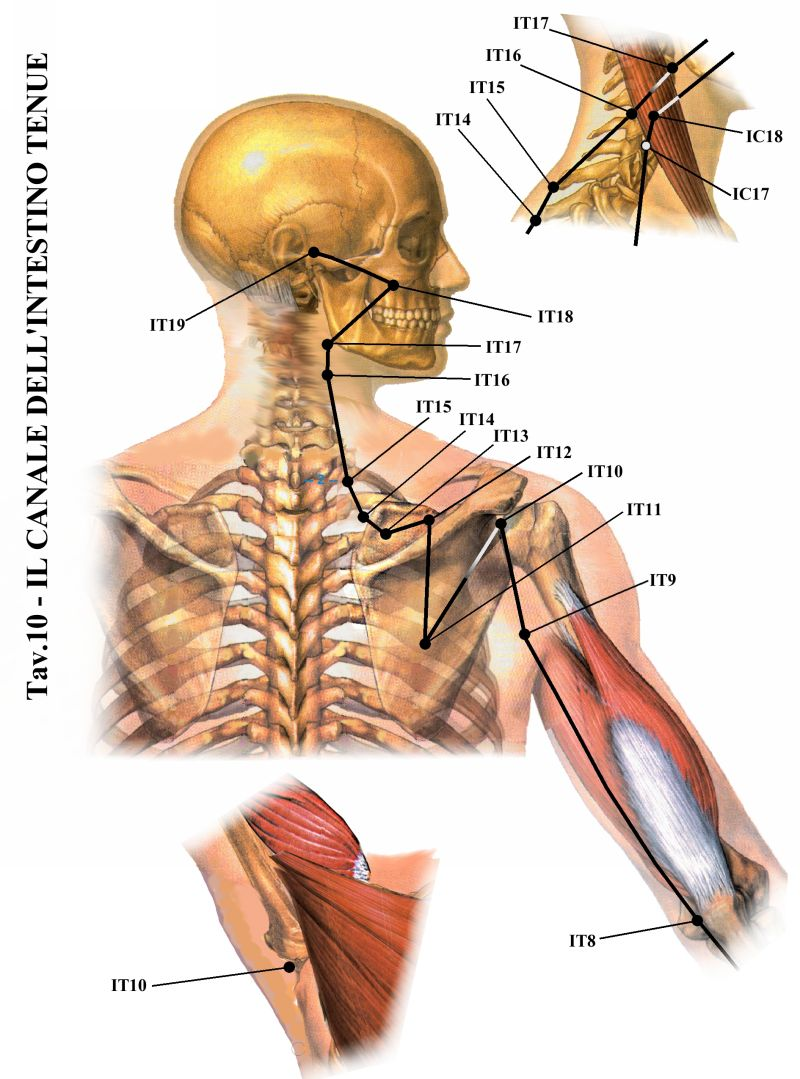 Tav.10 - IL CANALE DELL'INTESTINO TENUE
IT17
IT16
IT15
IT14
IC18
IC17
IT19
IT18
IT17
IT16
IT15
IT14
IT13
IT12
IT10
IT11
IT9
IT8
IT10